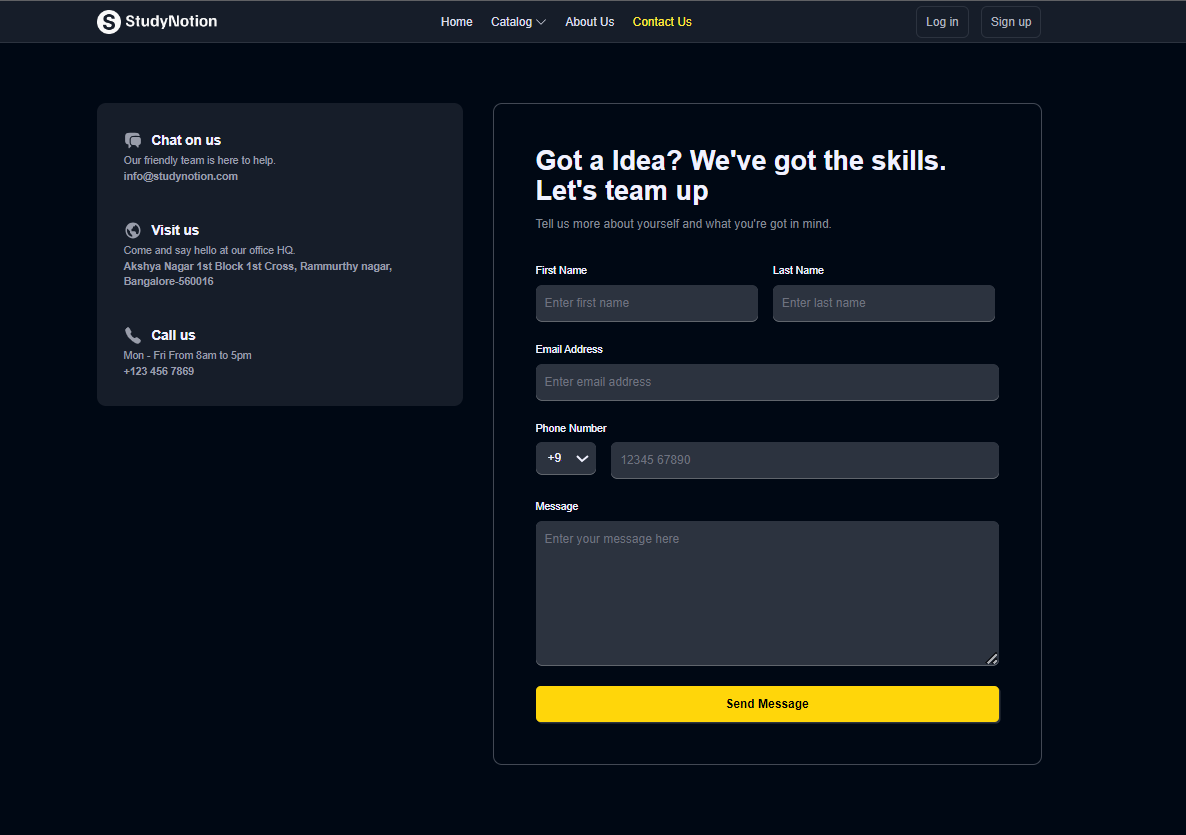 StudyNotion
Home
Catalog
About Us
Contact Us
Log in
Sign up
Chat on us
Our friendly team is here to help.
info@studynotion.com
Visit us
Come and say hello at our office HQ.
Akshya Nagar 1st Block 1st Cross, Rammurthy nagar,
Bangalore-560016
Call us
Mon - Fri From 8am to 5pm
+123 456 7869
Got a Idea? We've got the skills.
Let's team up
Tell us more about yourself and what you're got in mind.
First Name
Last Name
Enter first name
Enter last name
Email Address
Enter email address
Phone Number
+9
12345 67890
Message
Enter your message here
Send Message